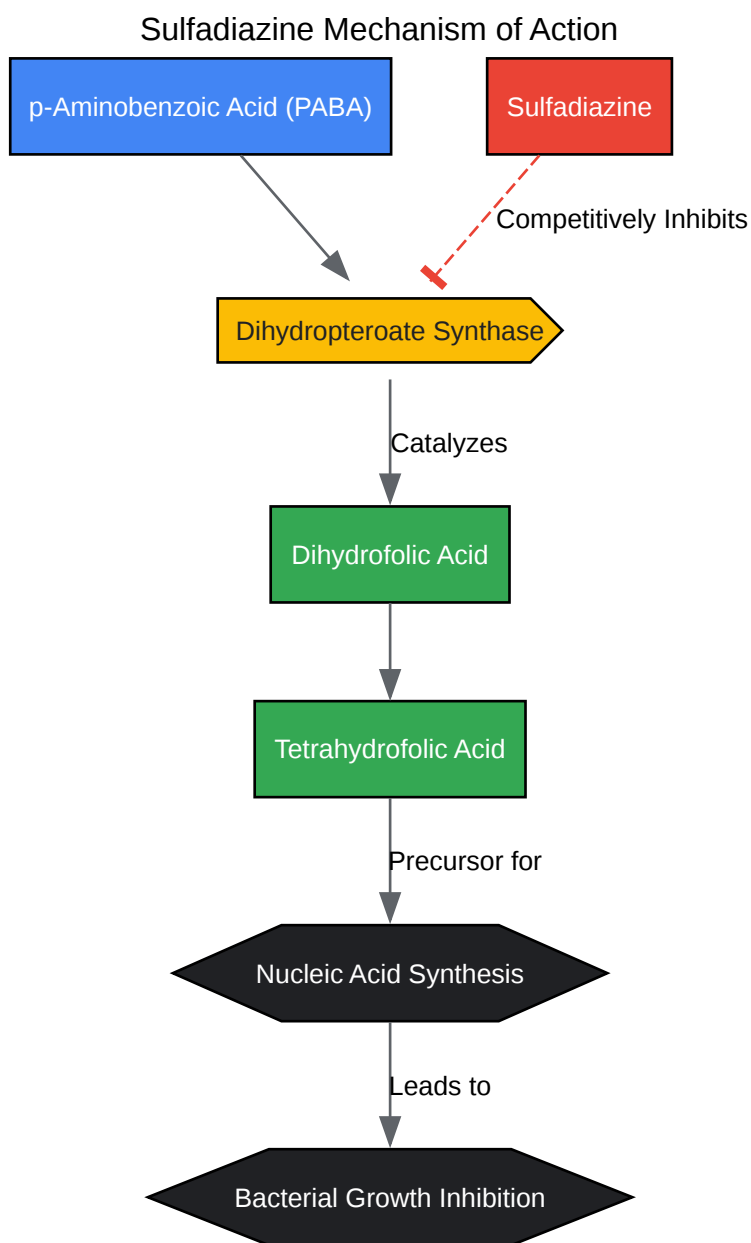 Sulfadiazine Mechanism of Action
p-Aminobenzoic Acid (PABA)
Sulfadiazine
Competitively Inhibits
Dihydropteroate Synthase
Catalyzes
Dihydrofolic Acid
Tetrahydrofolic Acid
Precursor for
Nucleic Acid Synthesis
Leads to
Bacterial Growth Inhibition